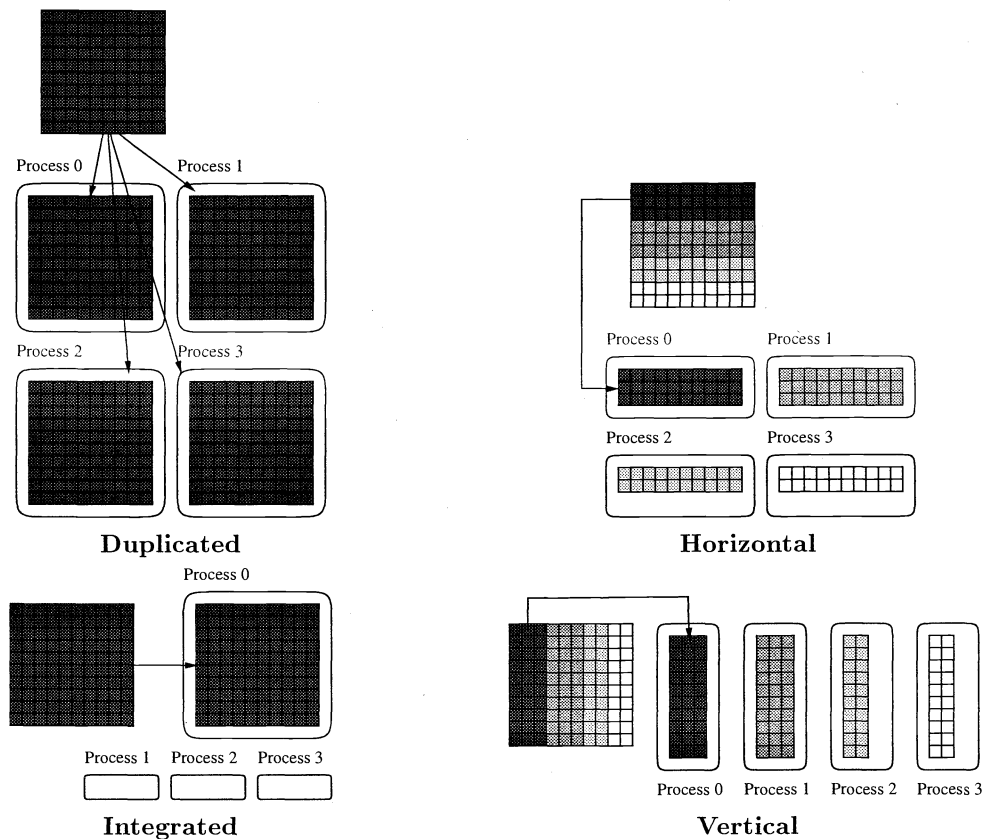 Process 0
Process 1
Process 2
Process 3
Duplicated
Process 0
Process 1
Process 2
Process 3
Horizontal
Process 0
Process 1
Process 2
Process 3
Integrated
Process 0
Process 1
Process 2
Process 3
Vertical